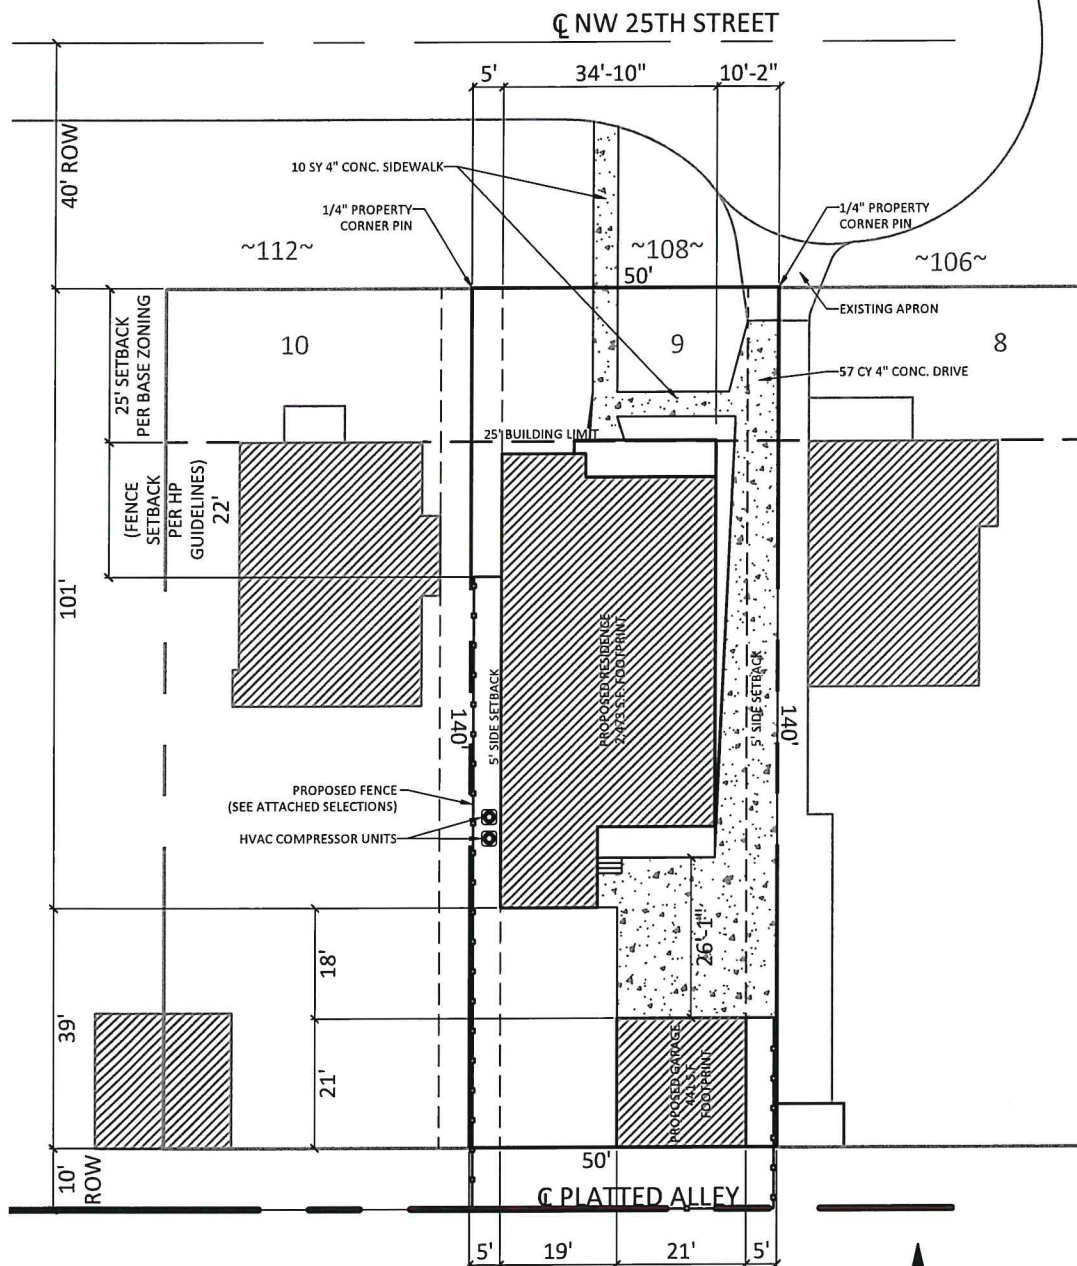 ℄ NW 25TH STREET
5'
34'-10"
10'-2"
40' ROW
10 SY 4" CONC. SIDEWALK
1/4" PROPERTY
CORNER PIN
1/4" PROPERTY
CORNER PIN
~112~
~108~
~106~
50'
EXISTING APRON
25' SETBACK
PER BASE ZONING
10
9
8
57 CY 4" CONC. DRIVE
25' BUILDING LIMIT
(FENCE
SETBACK
PER HP
GUIDELINES)
22'
101'
PROPOSED RESIDENCE
2,473 S.F. FOOTPRINT
5' SIDE SETBACK
5' SIDE SETBACK
140'
140'
PROPOSED FENCE
(SEE ATTACHED SELECTIONS)
HVAC COMPRESSOR UNITS
26'-1"
18'
39'
21'
PROPOSED GARAGE
441 S.F.
FOOTPRINT
10'
ROW
50'
℄ PLATTED ALLEY
5'
19'
21'
5'